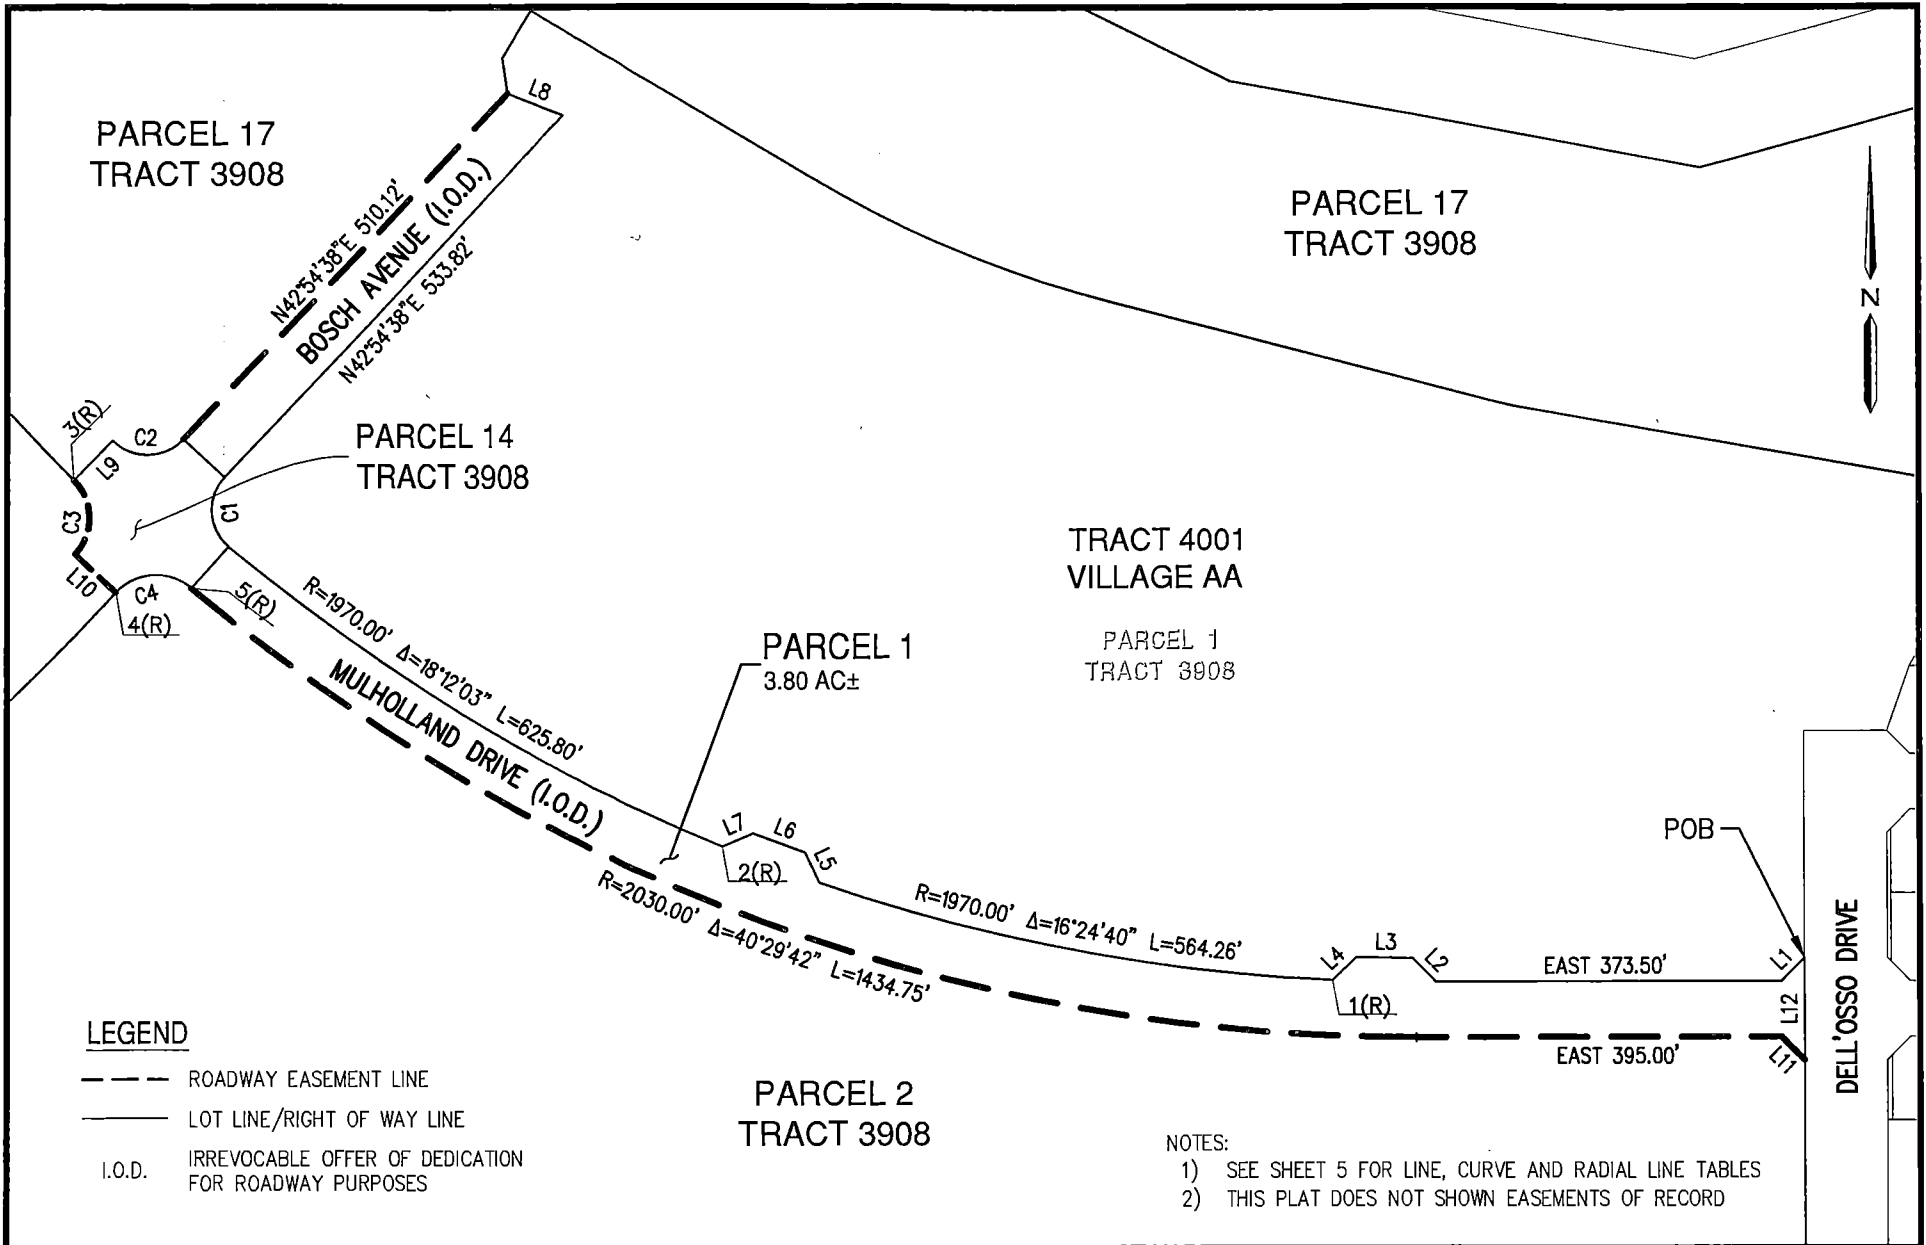 L8
PARCEL 17
TRACT 3908
N42°54'38"E 510.12'
BOSCH AVENUE (I.O.D.)
N42°54'38"E 533.82'
PARCEL 17
TRACT 3908
N
3(R)
C2
L9
PARCEL 14
TRACT 3908
C3
C1
L10
C4
4(R)
5(R)
TRACT 4001
VILLAGE AA
PARCEL 1
TRACT 3908
R=1970.00' Δ=18°12'03" L=625.80'
MULHOLLAND DRIVE (I.O.D.)
PARCEL 1
3.80 AC±
L7
L6
L5
2(R)
R=2030.00' Δ=40°29'42" L=1434.75'
R=1970.00' Δ=16°24'40" L=564.26'
L4
L3
L2
1(R)
EAST 373.50'
POB
L1
L12
EAST 395.00'
L11
DELL'OSSO DRIVE
LEGEND
ROADWAY EASEMENT LINE
LOT LINE/RIGHT OF WAY LINE
I.O.D. IRREVOCABLE OFFER OF DEDICATION
FOR ROADWAY PURPOSES
PARCEL 2
TRACT 3908
NOTES:
1) SEE SHEET 5 FOR LINE, CURVE AND RADIAL LINE TABLES
2) THIS PLAT DOES NOT SHOWN EASEMENTS OF RECORD